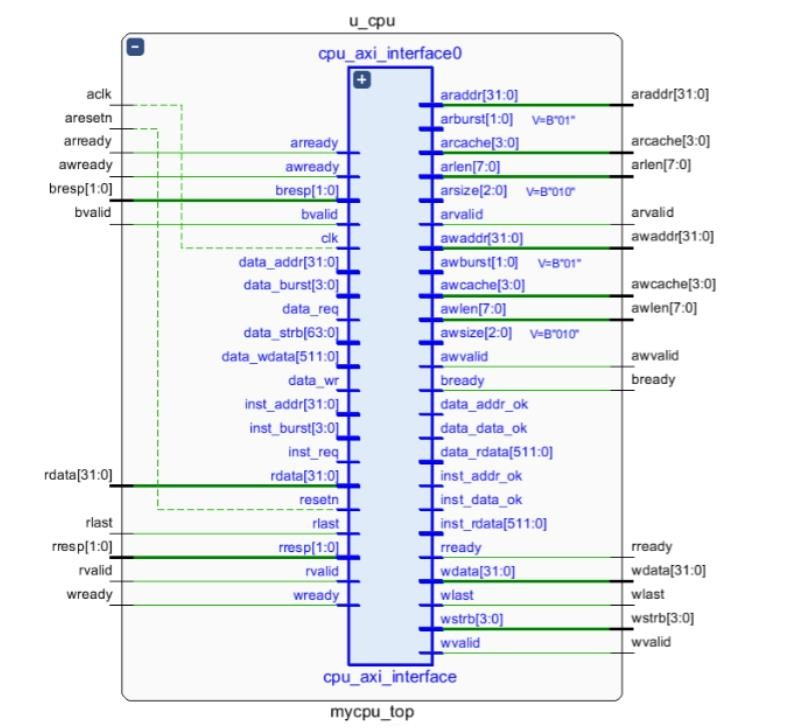 u_cpu
cpu_axi_interface0
aclk
aresetn
arready
awready
bresp[1:0]
bvalid
rdata[31:0]
rlast
rresp[1:0]
rvalid
wready
arready
awready
bresp[1:0]
bvalid
clk
data_addr[31:0]
data_burst[3:0]
data_req
data_strb[63:0]
data_wdata[511:0]
data_wr
inst_addr[31:0]
inst_burst[3:0]
inst_req
rdata[31:0]
resetn
rlast
rresp[1:0]
rvalid
wready
araddr[31:0]
arburst[1:0] V=B"01"
arcache[3:0]
arlen[7:0]
arsize[2:0] V=B"010"
arvalid
awaddr[31:0]
awburst[1:0] V=B"01"
awcache[3:0]
awlen[7:0]
awsize[2:0] V=B"010"
awvalid
bready
data_addr_ok
data_data_ok
data_rdata[511:0]
inst_addr_ok
inst_data_ok
inst_rdata[511:0]
rready
wdata[31:0]
wlast
wstrb[3:0]
wvalid
araddr[31:0]
arcache[3:0]
arlen[7:0]
arvalid
awaddr[31:0]
awcache[3:0]
awlen[7:0]
awvalid
bready
rready
wdata[31:0]
wlast
wstrb[3:0]
wvalid
cpu_axi_interface
mycpu_top